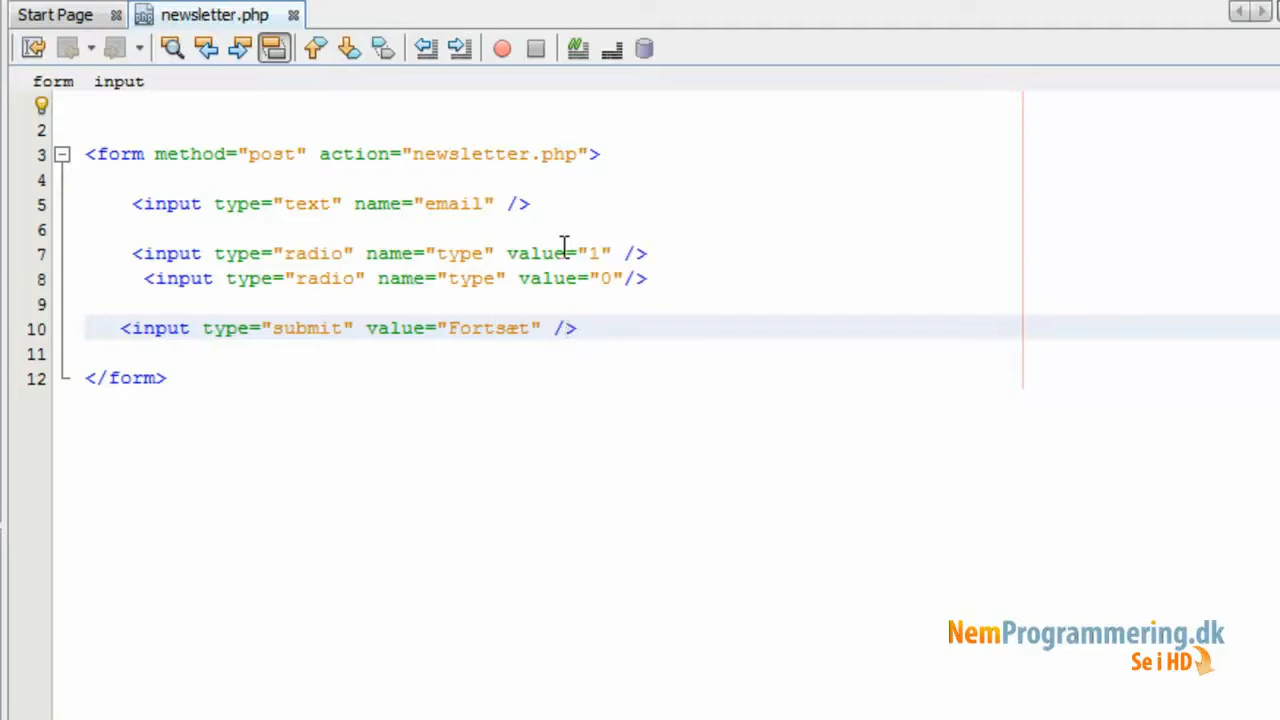 Start Page newsletter.php
form input
2
3 <form method="post" action="newsletter.php">
4
5 <input type="text" name="email" />
6
7 <input type="radio" name="type" value="1" />
8 <input type="radio" name="type" value="0"/>
9
10 <input type="submit" value="Fortsæt" />
11
12 </form>
NemProgrammering.dk
Se i HD